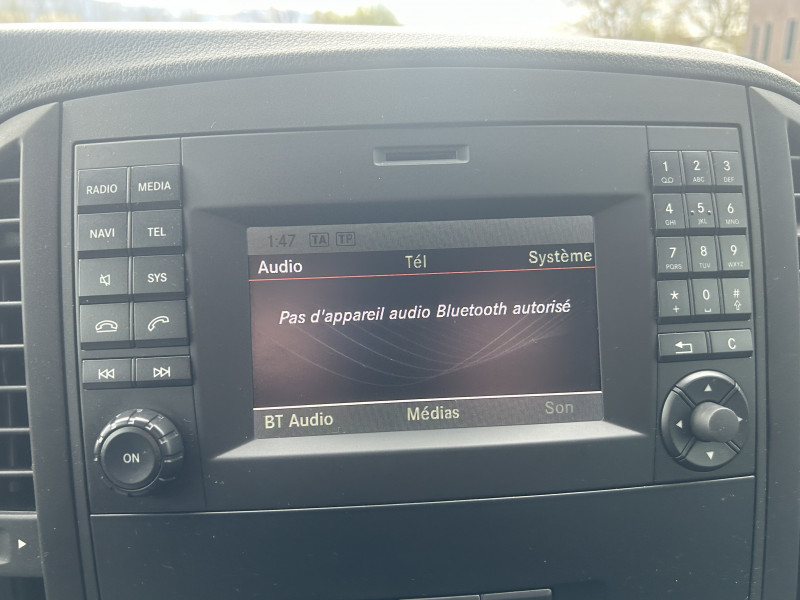 RADIO MEDIA
NAVI TEL
SYS
ON
1:47 TA TP
Audio Tél Système
Pas d'appareil audio Bluetooth autorisé
BT Audio Médias Son
1 2 ABC 3 DEF
4 GHI 5 JKL 6 MNO
7 PQRS 8 TUV 9 WXYZ
* + 0 #
C